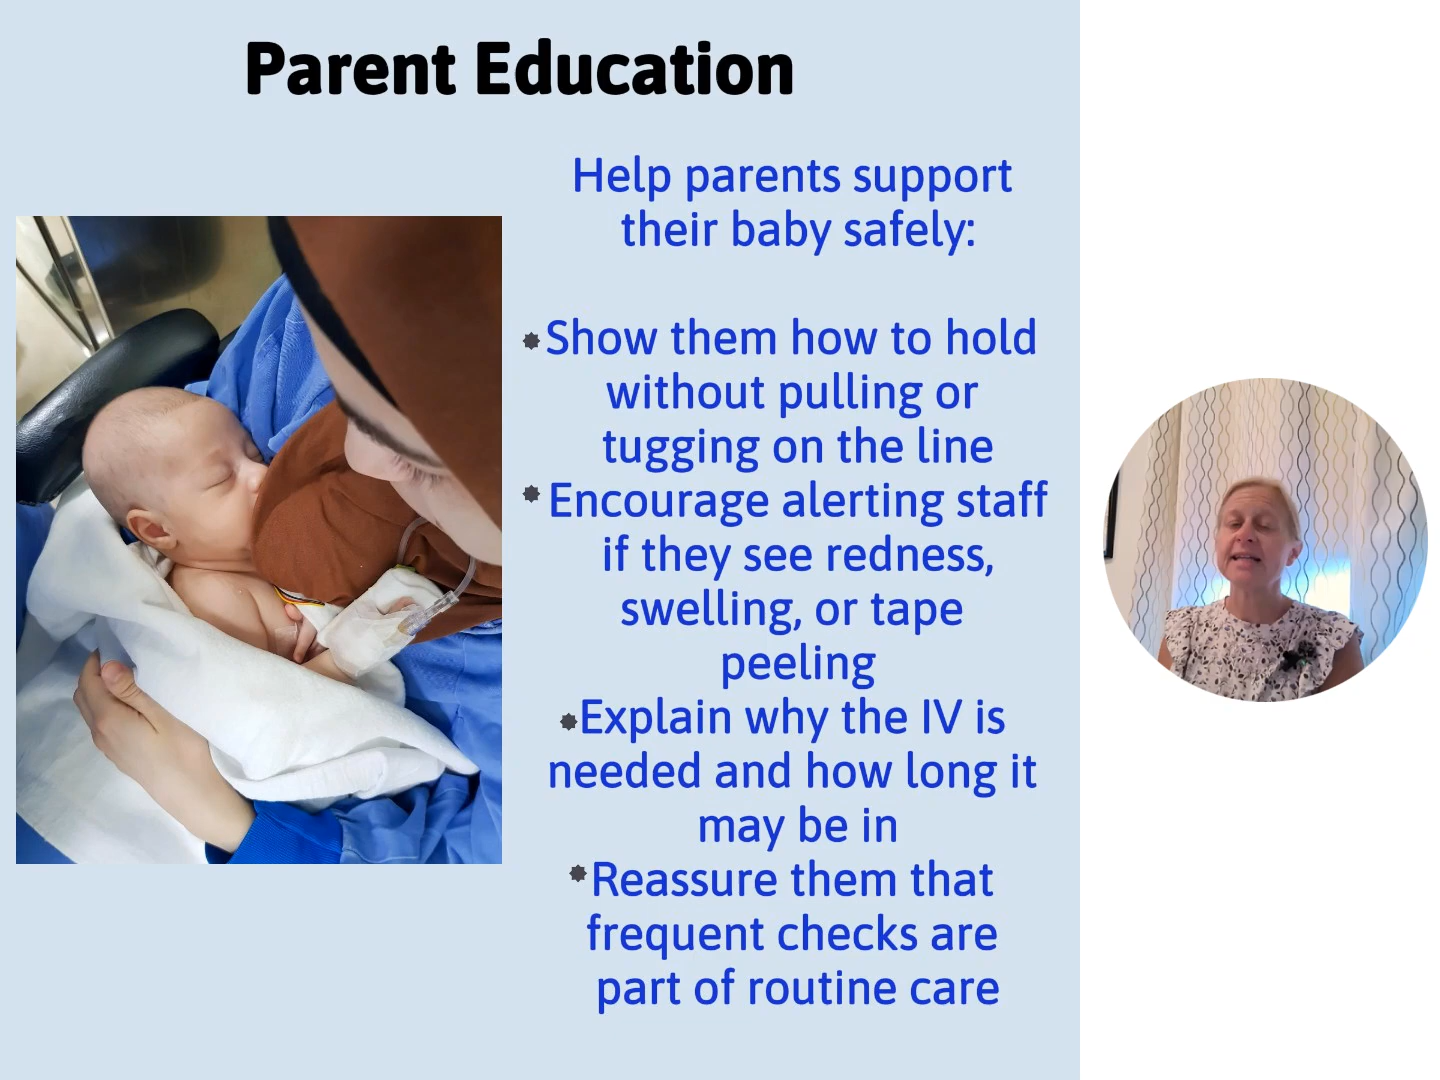 Parent Education
Help parents support
their baby safely:
Show them how to hold
without pulling or
tugging on the line
Encourage alerting staff
if they see redness,
swelling, or tape
peeling
Explain why the IV is
needed and how long it
may be in
Reassure them that
frequent checks are
part of routine care